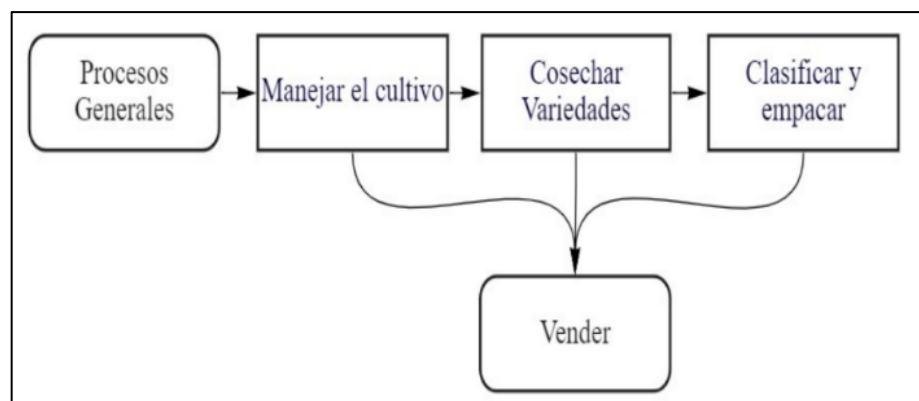 Procesos
Generales
Manejar el cultivo
Cosechar
Variedades
Clasificar y
empacar
Vender